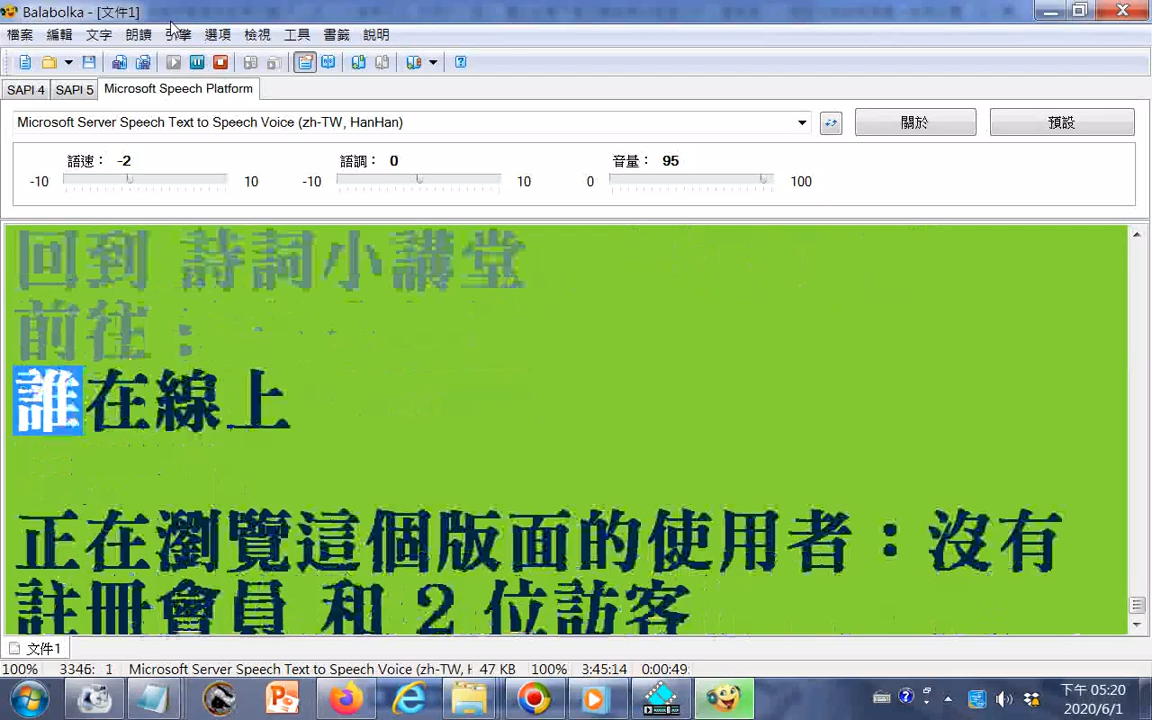 Balabolka - [文件1]
檔案 編輯 文字 朗讀 引擎 選項 檢視 工具 書籤 說明
SAPI 4 SAPI 5 Microsoft Speech Platform
Microsoft Server Speech Text to Speech Voice (zh-TW, HanHan) 關於 預設
語速： -2 語調： 0 音量： 95
-10 10 -10 10 0 100
回到 詩詞小講堂
前往：
誰在線上
正在瀏覽這個版面的使用者：沒有
註冊會員 和 2 位訪客
文件1
100% 3346: 1 Microsoft Server Speech Text to Speech Voice (zh-TW, H 47 KB 100% 3:45:14 0:00:49
下午 05:20
2020/6/1